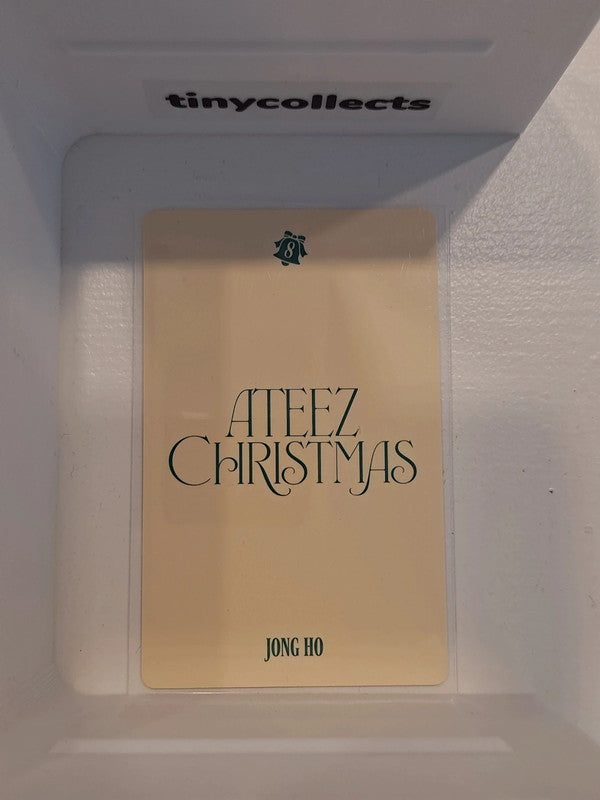 tinycollects
8
ATEEZ
CHRISTMAS
JONG HO